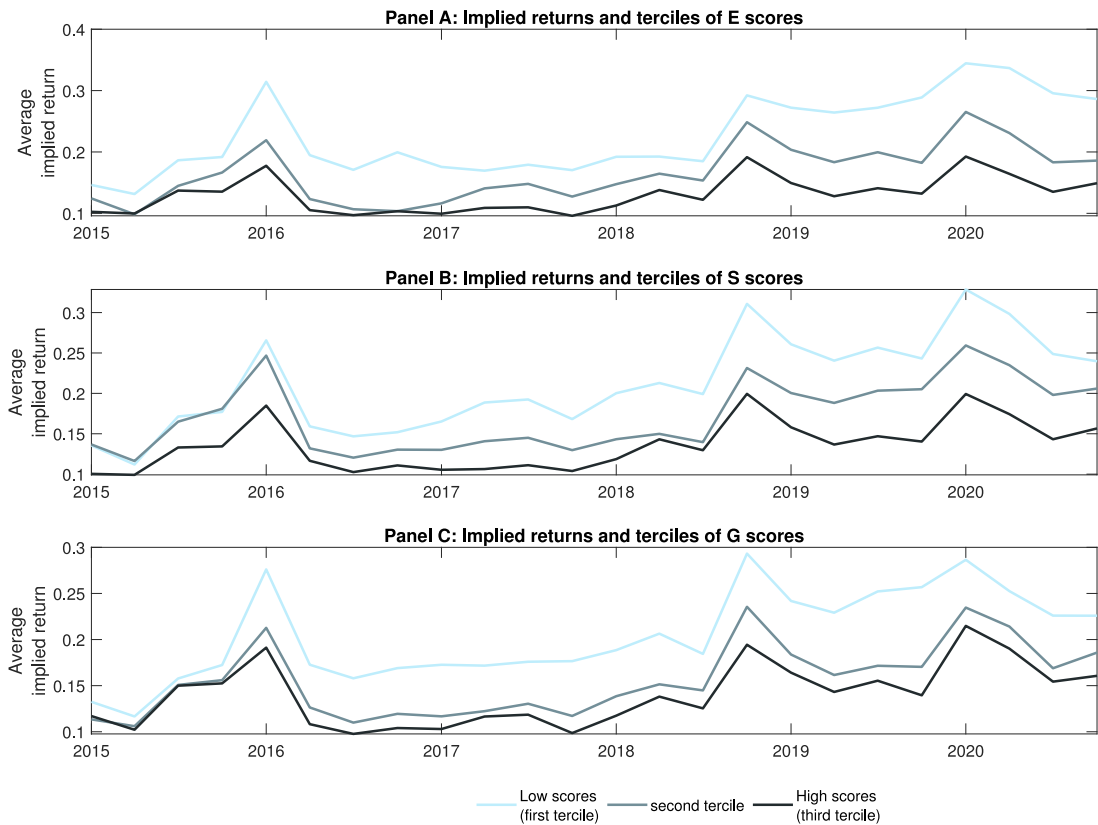 Panel A: Implied returns and terciles of E scores
Average
implied return
0.4
0.3
0.2
0.1
2015 2016 2017 2018 2019 2020
Panel B: Implied returns and terciles of S scores
Average
implied return
0.3
0.25
0.2
0.15
0.1
2015 2016 2017 2018 2019 2020
Panel C: Implied returns and terciles of G scores
Average
implied return
0.3
0.25
0.2
0.15
0.1
2015 2016 2017 2018 2019 2020
Low scores
(first tercile)
second tercile
High scores
(third tercile)